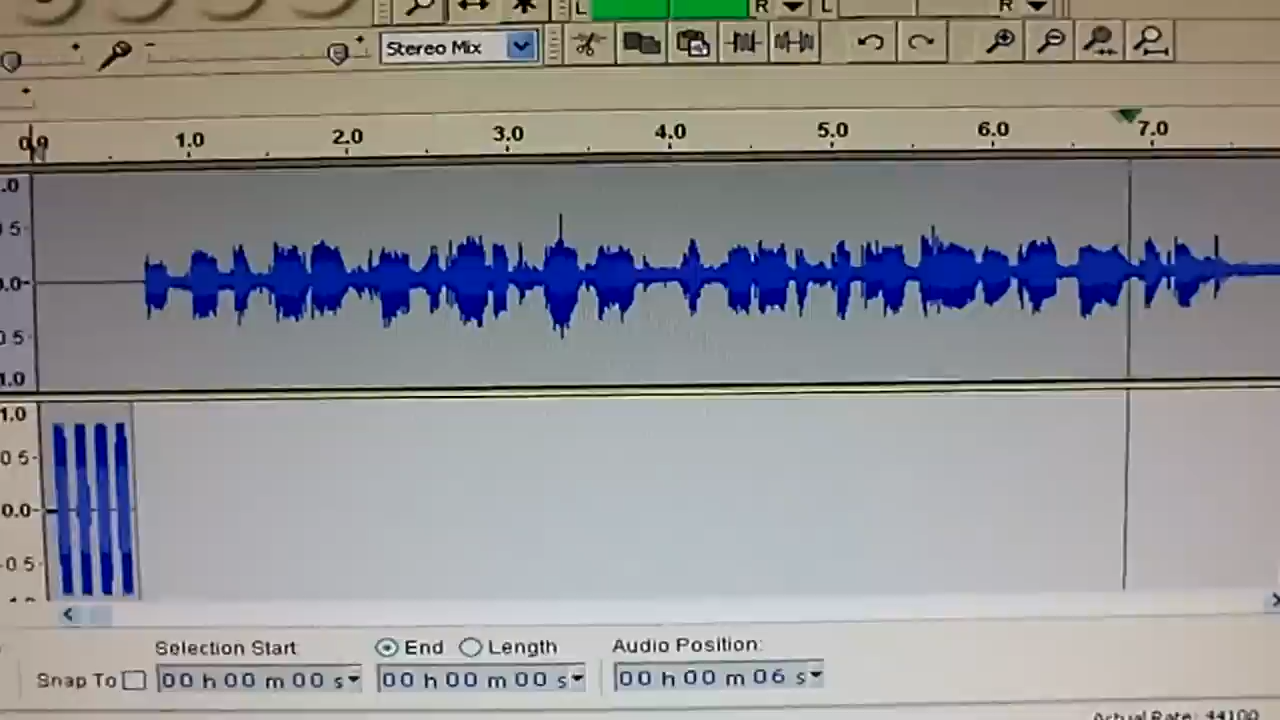 L R L R
Stereo Mix
0.0 1.0 2.0 3.0 4.0 5.0 6.0 7.0
.0
0 5
0.0
0 5
1.0
1.0
0 5
0.0
0 5
Selection Start: End Length Audio Position:
Snap To 00 h 00 m 00 s 00 h 00 m 00 s 00 h 00 m 06 s
Actual Rate: 44100